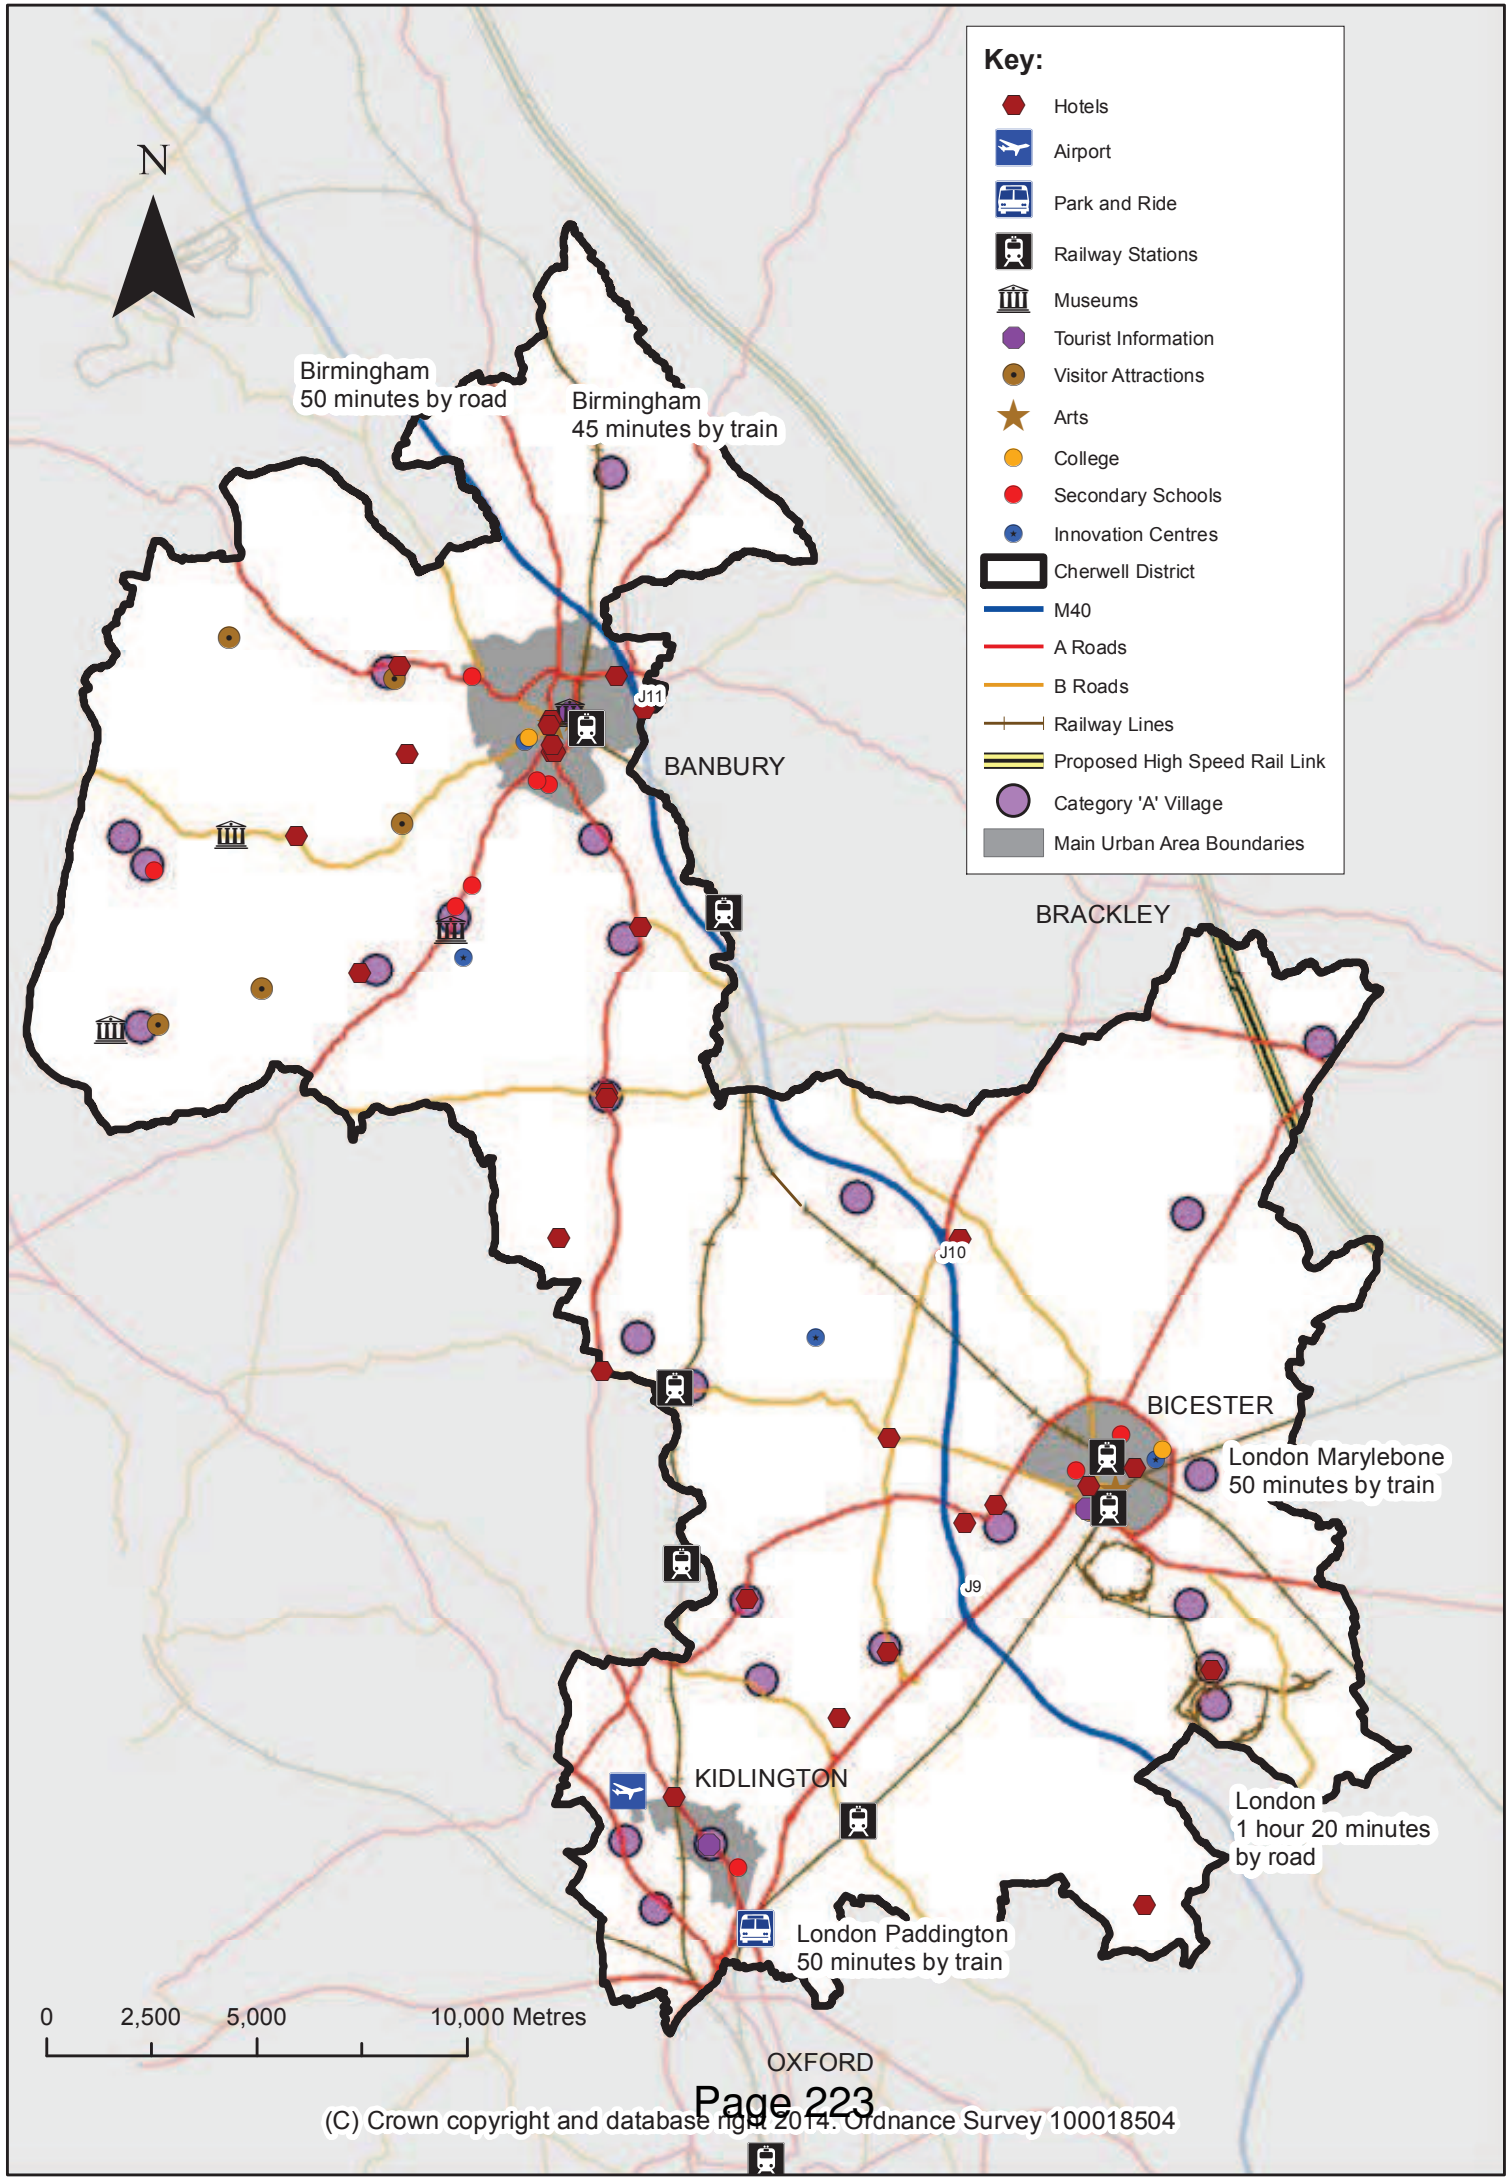 Key:
Hotels
Airport
Park and Ride
Railway Stations
Museums
Tourist Information
Visitor Attractions
Arts
College
Secondary Schools
Innovation Centres
Cherwell District
M40
A Roads
B Roads
Railway Lines
Proposed High Speed Rail Link
Category 'A' Village
Main Urban Area Boundaries
N
Birmingham
50 minutes by road
Birmingham
45 minutes by train
J11
BANBURY
BRACKLEY
J10
BICESTER
London Marylebone
50 minutes by train
J9
KIDLINGTON
London
1 hour 20 minutes
by road
London Paddington
50 minutes by train
0 2,500 5,000 10,000 Metres
OXFORD
Page 223
(C) Crown copyright and database right 2014. Ordnance Survey 100018504